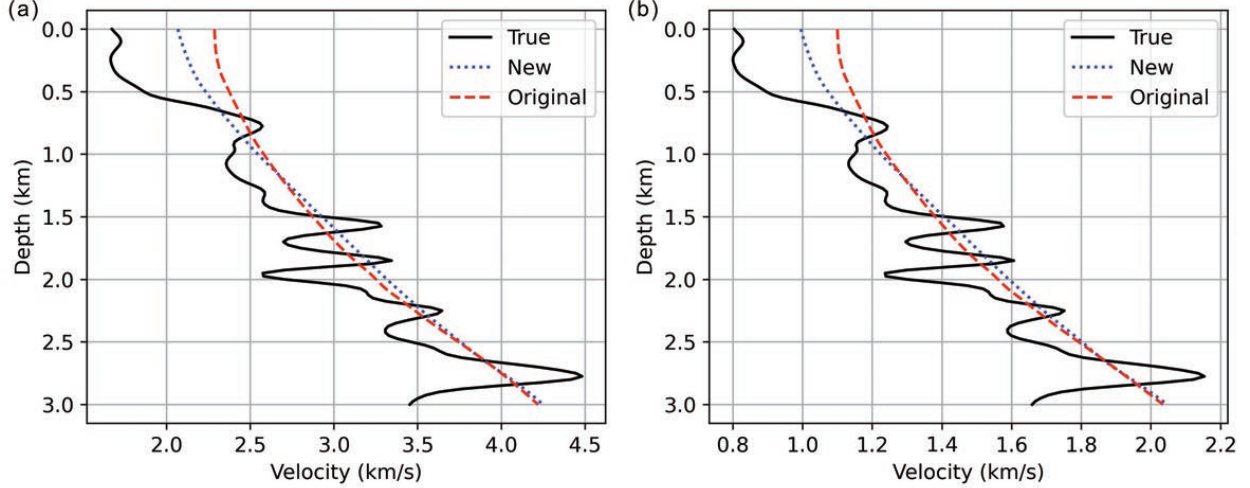 (a)
0.0
0.5
1.0
1.5
2.0
2.5
3.0
Depth (km)
2.0 2.5 3.0 3.5 4.0 4.5
Velocity (km/s)
True
New
Original
(b)
0.0
0.5
1.0
1.5
2.0
2.5
3.0
Depth (km)
0.8 1.0 1.2 1.4 1.6 1.8 2.0 2.2
Velocity (km/s)
True
New
Original